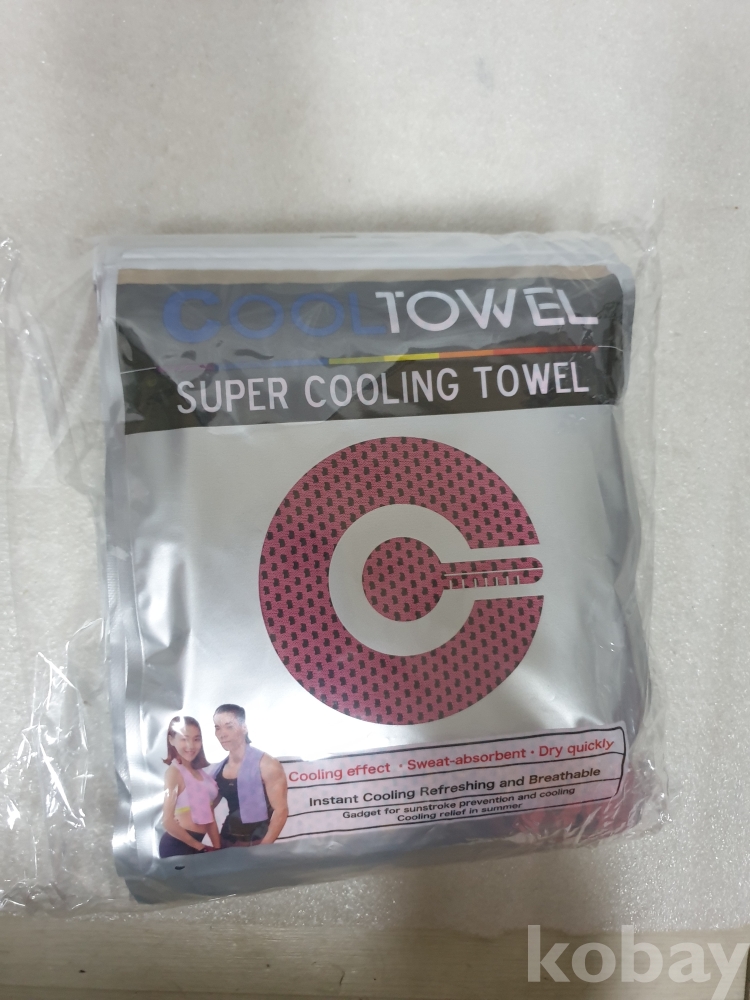 COOLTOWEL
SUPER COOLING TOWEL
Cooling effect · Sweat-absorbent · Dry quickly
Instant Cooling Refreshing and Breathable
Gadget for sunstroke prevention and cooling
Cooling relief in summer
kobay